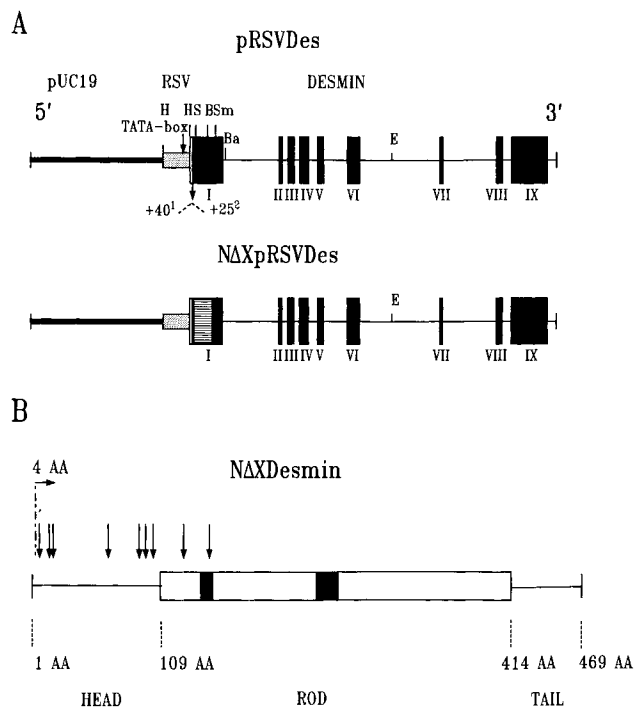 A
pRSVDes
pUC19 RSV DESMIN
5' H HS BSm 3'
TATA-box
Ba E
I II III IV V VI VII VIII IX
+40¹ +25²
NΔXpRSVDes
E
I II III IV V VI VII VIII IX
B
4 AA NΔXDesmin
1 AA 109 AA 414 AA 469 AA
HEAD ROD TAIL